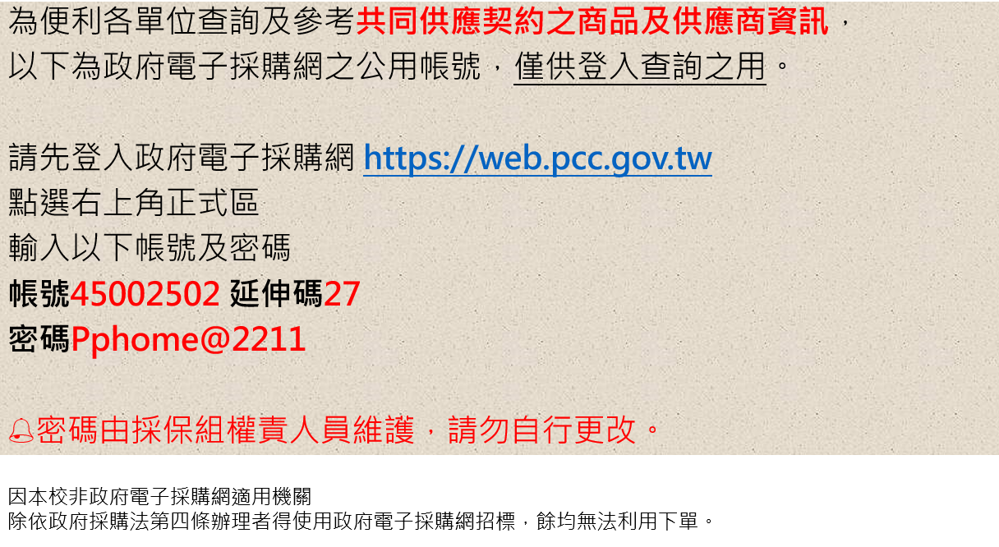 為便利各單位查詢及參考共同供應契約之商品及供應商資訊，
以下為政府電子採購網之公用帳號，僅供登入查詢之用。
請先登入政府電子採購網 https://web.pcc.gov.tw
點選右上角正式區
輸入以下帳號及密碼
帳號45002502 延伸碼27
密碼Pphome@2211
🔔密碼由採保組權責人員維護，請勿自行更改。
因本校非政府電子採購網適用機關
除依政府採購法第四條辦理者得使用政府電子採購網招標，餘均無法利用下單。